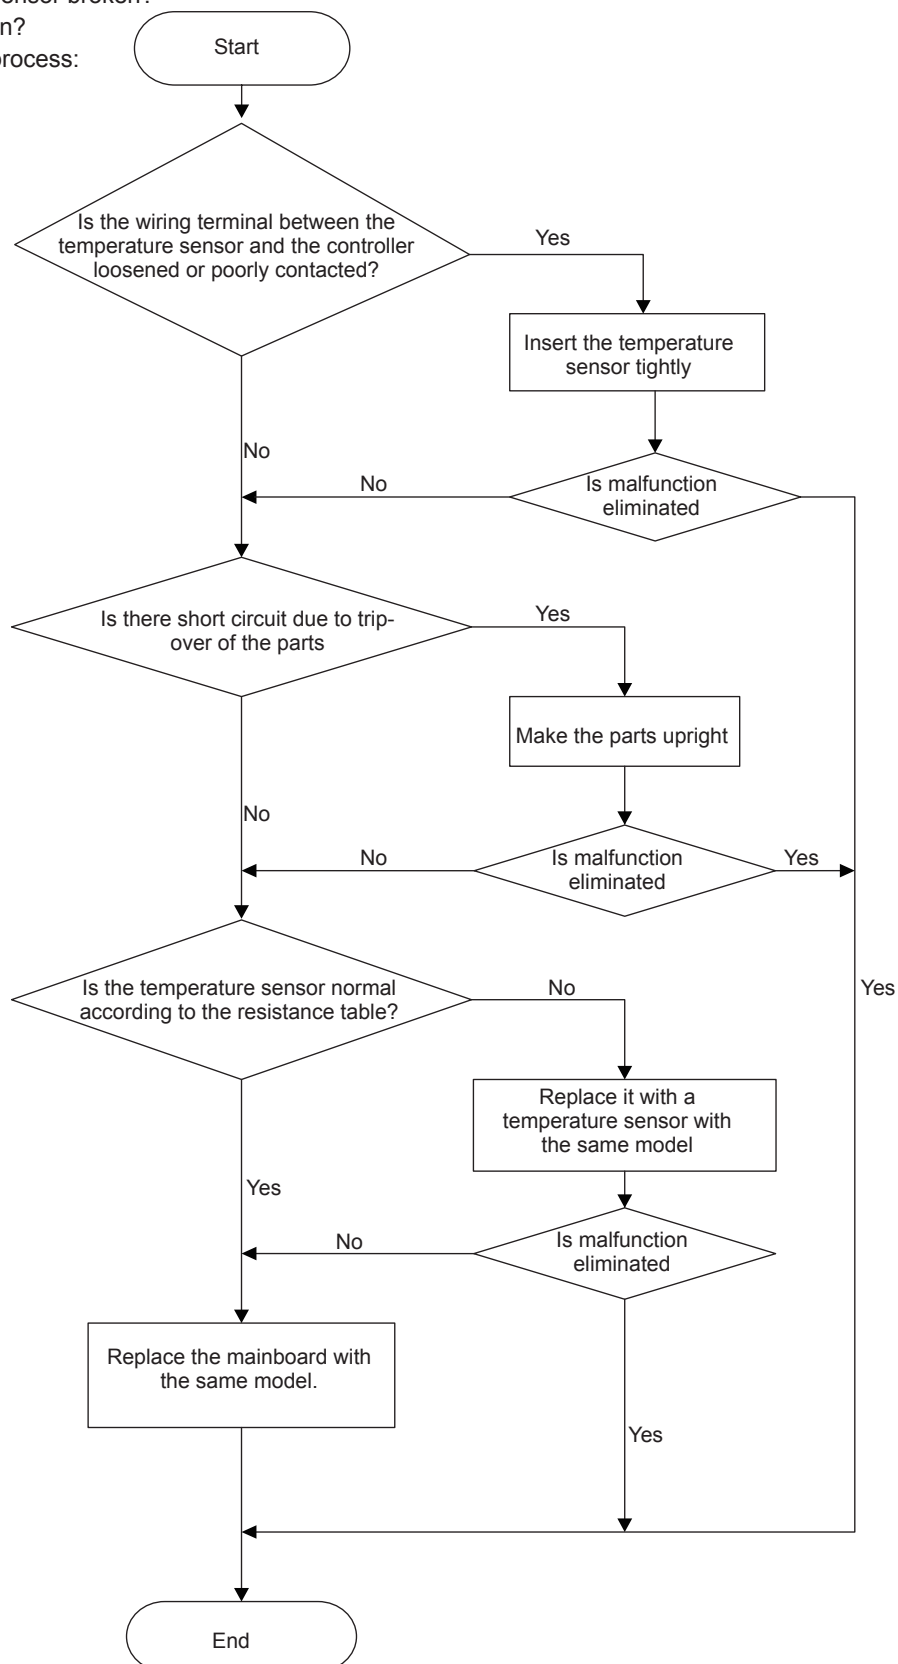 n?
process:
Start
Is the wiring terminal between the
temperature sensor and the controller
loosened or poorly contacted?
Yes
Insert the temperature
sensor tightly
No
No
Is malfunction
eliminated
Is there short circuit due to trip-
over of the parts
Yes
Make the parts upright
No
No
Is malfunction
eliminated
Yes
Is the temperature sensor normal
according to the resistance table?
No
Yes
Replace it with a
temperature sensor with
the same model
Yes
No
Is malfunction
eliminated
Replace the mainboard with
the same model.
Yes
End